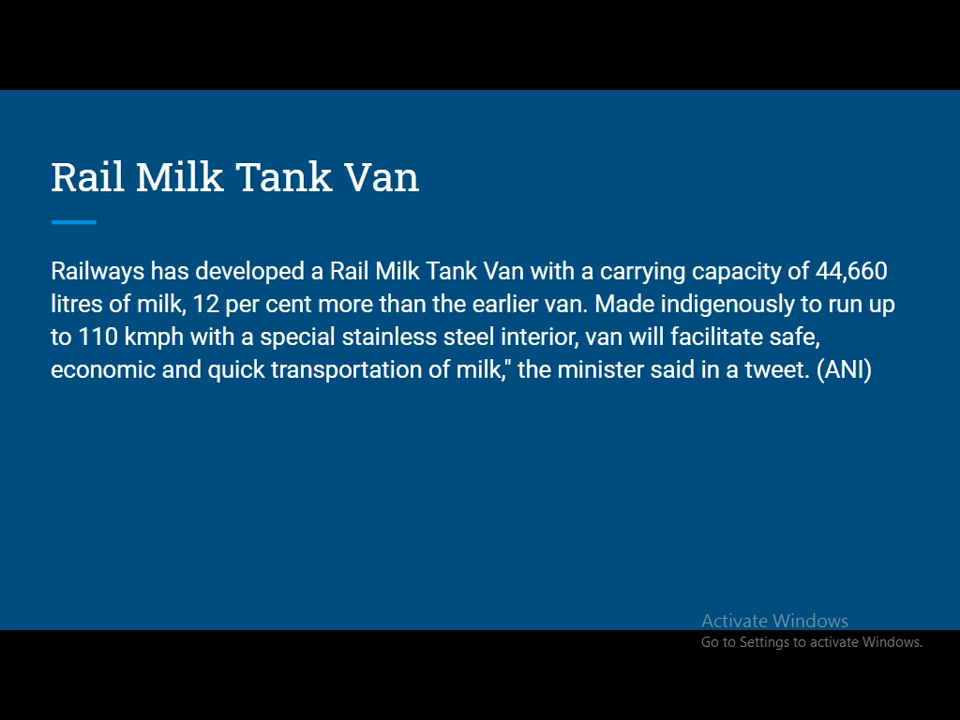 Rail Milk Tank Van
Railways has developed a Rail Milk Tank Van with a carrying capacity of 44,660
litres of milk, 12 per cent more than the earlier van. Made indigenously to run up
to 110 kmph with a special stainless steel interior, van will facilitate safe,
economic and quick transportation of milk," the minister said in a tweet. (ANI)
Activate Windows
Go to Settings to activate Windows.